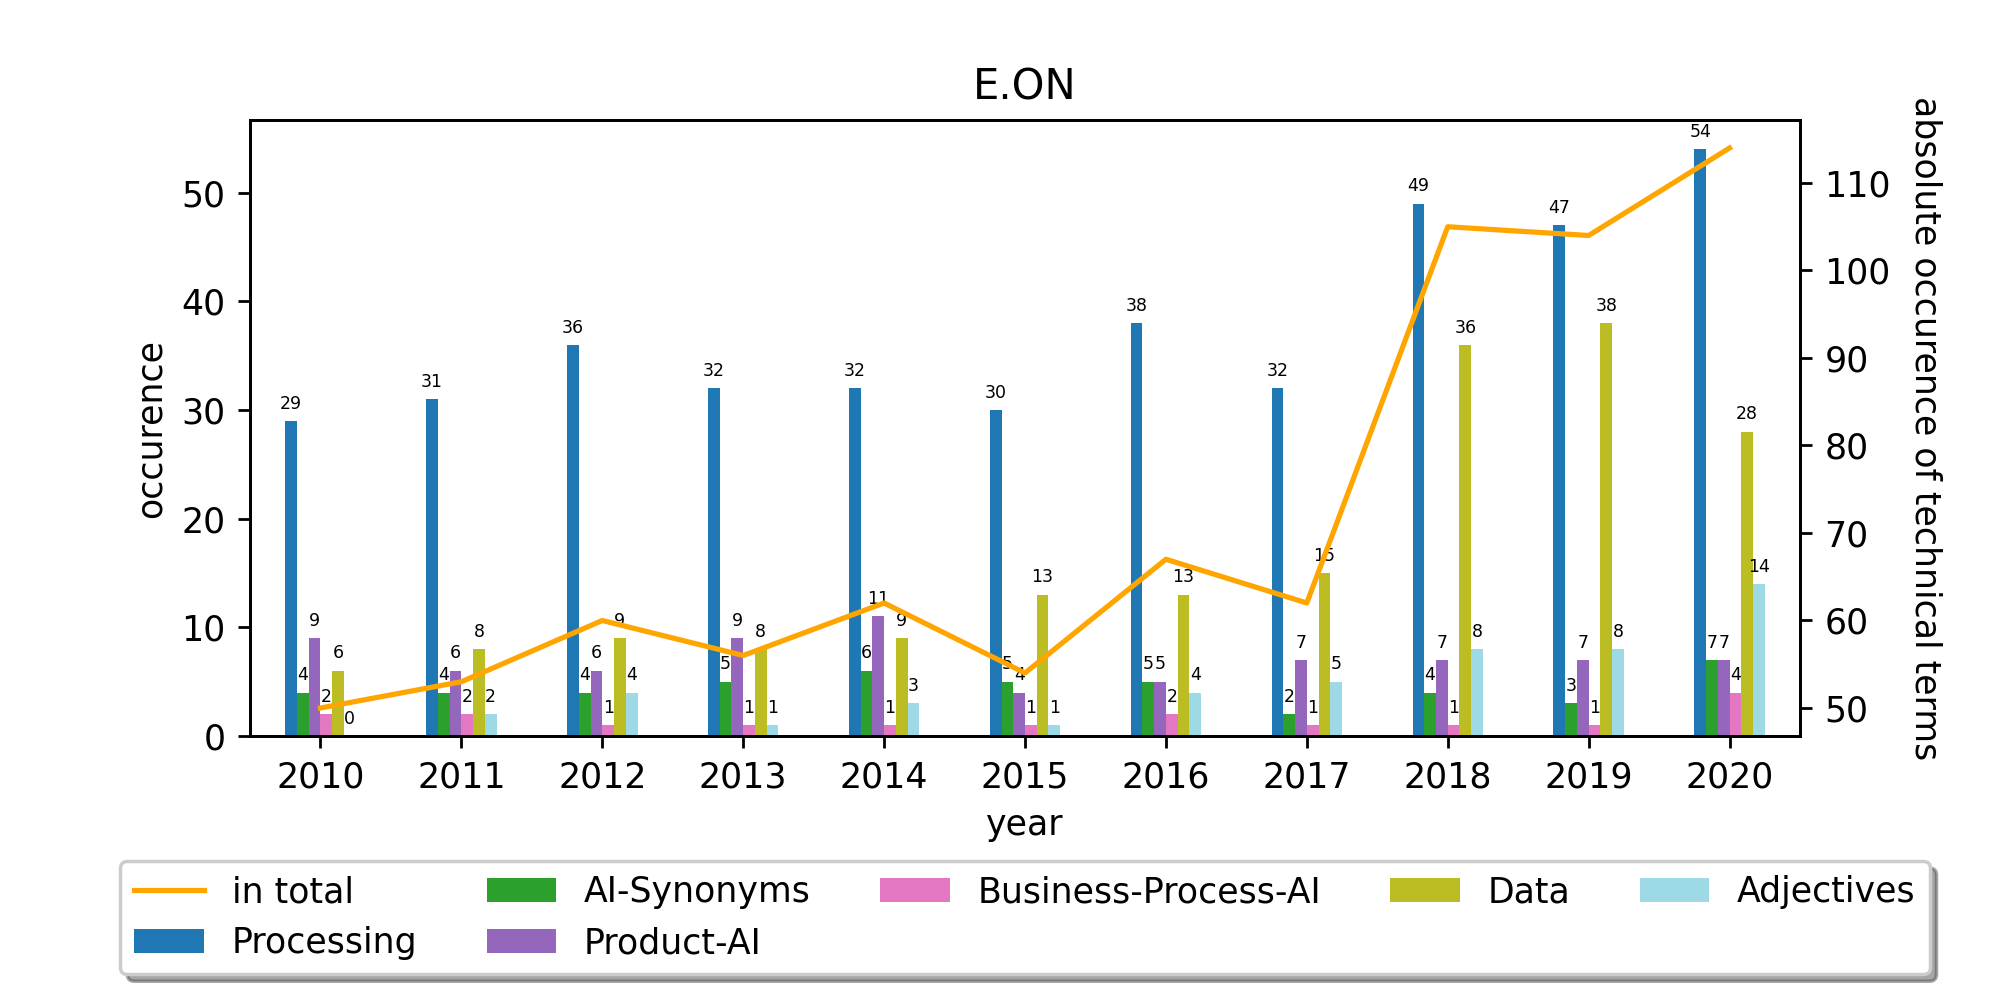 E.ON
occurence
50
40
30
20
10
0
29 4 9 2 6 0
31 4 6 2 8 2
36 4 6 1 9 4
32 5 9 1 8 1
32 6 11 1 9 3
30 5 4 1 13 1
38 5 5 2 13 4
32 2 7 1 15 5
49 4 7 1 36 8
47 3 7 1 38 8
54 7 7 4 28 14
110
100
90
80
70
60
50
absolute occurence of technical terms
2010 2011 2012 2013 2014 2015 2016 2017 2018 2019 2020
year
in total AI-Synonyms Business-Process-AI Data Adjectives
Processing Product-AI